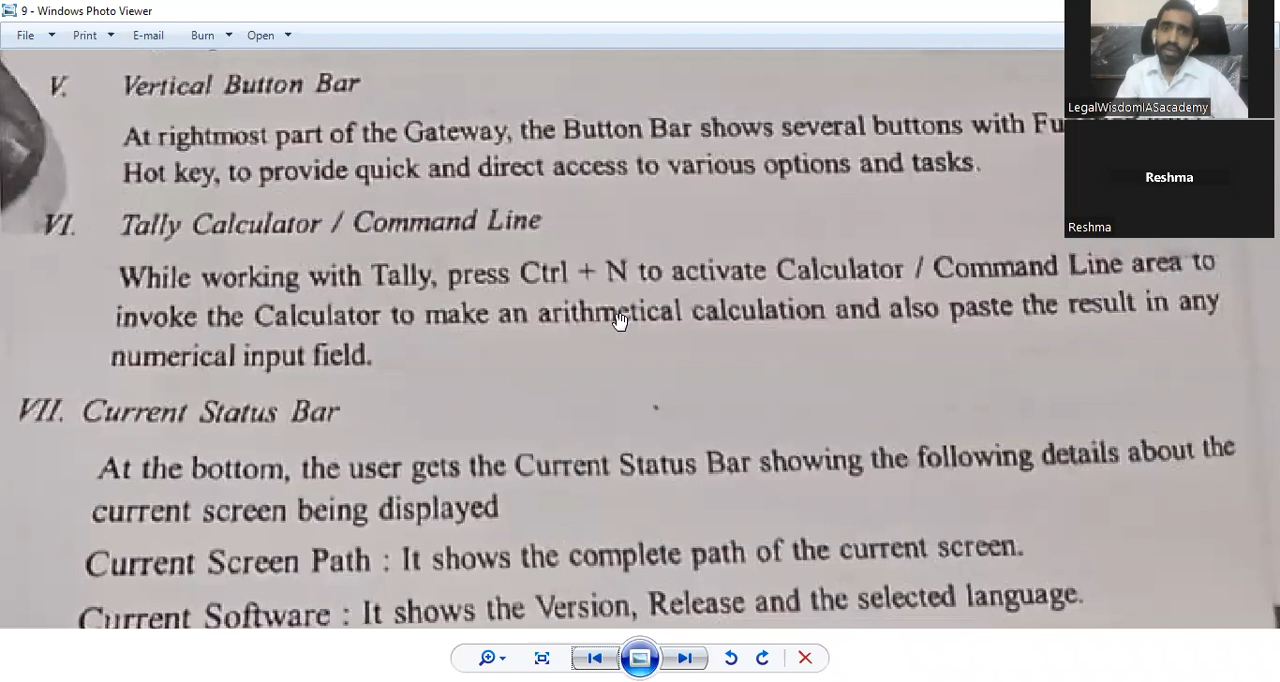 9 - Windows Photo Viewer
File Print E-mail Burn Open
V. Vertical Button Bar
At rightmost part of the Gateway, the Button Bar shows several buttons with
Hot key, to provide quick and direct access to various options and tasks.
VI. Tally Calculator / Command Line
While working with Tally, press Ctrl + N to activate Calculator / Command Line area to
invoke the Calculator to make an arithmetical calculation and also paste the result in any
numerical input field.
VII. Current Status Bar
At the bottom, the user gets the Current Status Bar showing the following details about the
current screen being displayed
Current Screen Path : It shows the complete path of the current screen.
Current Software : It shows the Version, Release and the selected language.
LegalWisdomIASacademy
Reshma
Reshma